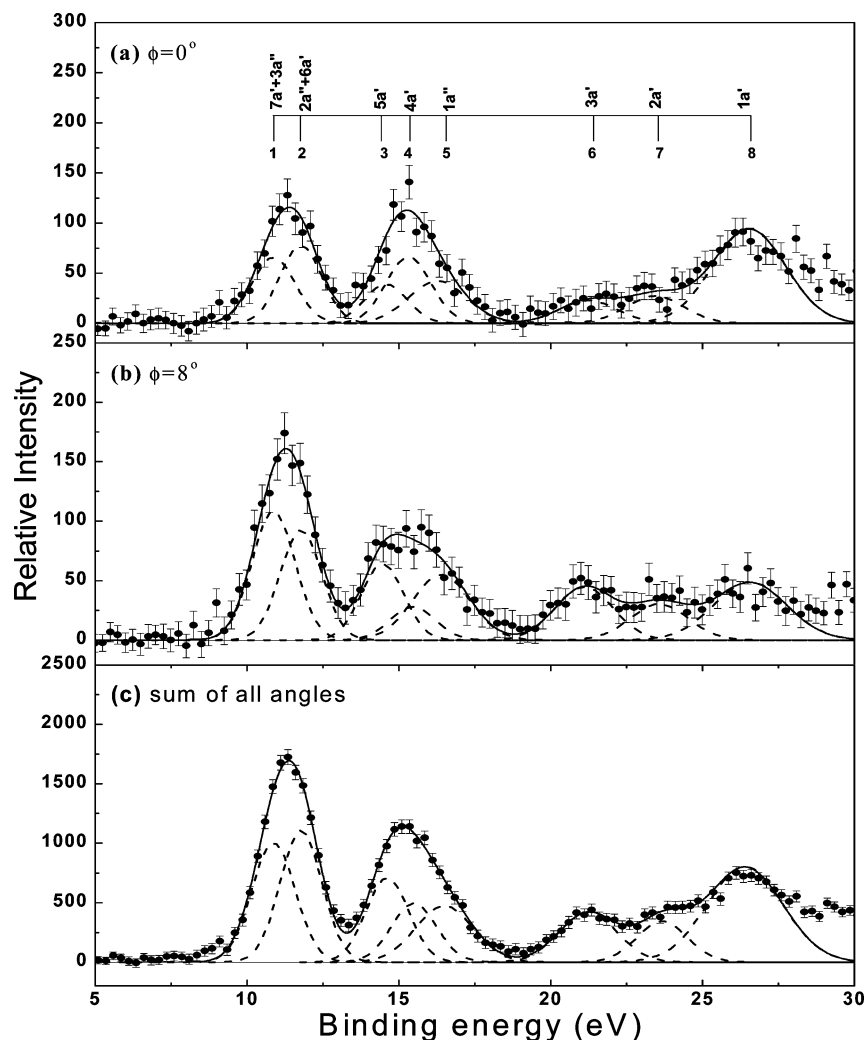 300
250
200
150
100
50
0
(a) ϕ=0°
7a'+3a"
2a"+6a'
5a'
4a'
1a"
3a'
2a'
1a'
1 2 3 4 5 6 7 8
250
200
150
100
50
0
(b) ϕ=8°
Relative Intensity
2500
2000
1500
1000
500
0
(c) sum of all angles
5 10 15 20 25 30
Binding energy (eV)